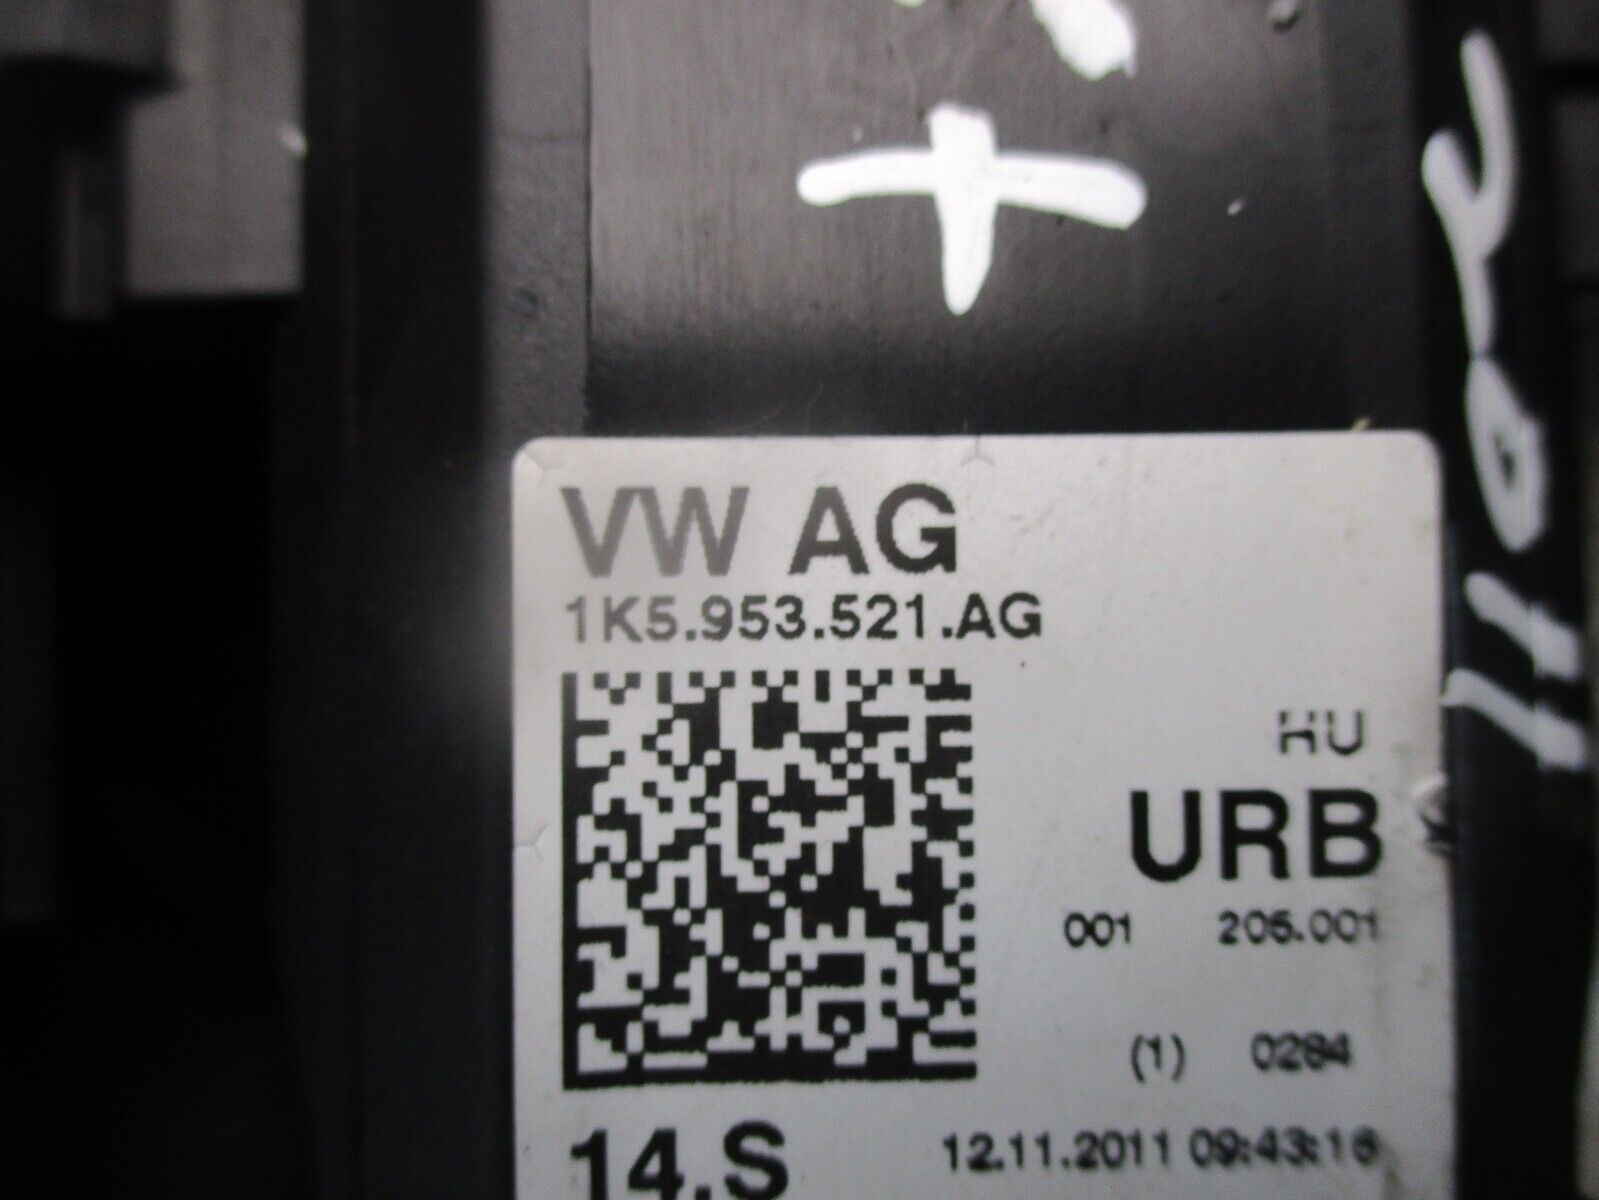 VW AG
1K5.953.521.AG
HU
URB
001 205.001
(1) 0284
14.S 12.11.2011 09:43:16